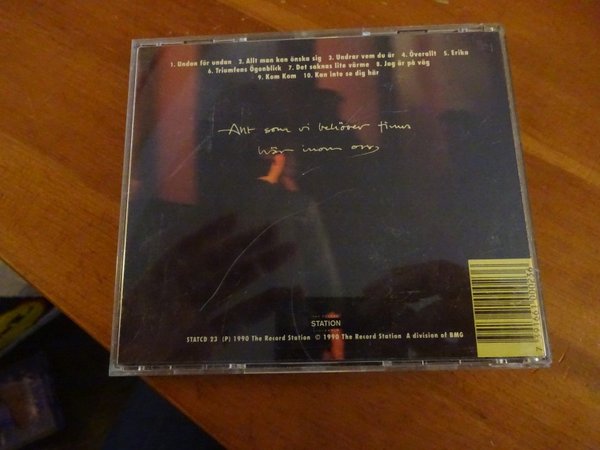 1. Undan för undan 2. Allt man kan önska sig 3. Undrar vem du är 4. Överallt 5. Erika
6. Triumfens Ögonblick 7. Det saknas lite värme 8. Jag är på väg
9. Kom Kom 10. Kan inte se dig här
Allt som vi behöver finns
här inom oss
STATION
STATCD 23 (P) 1990 The Record Station © 1990 The Record Station A division of BMG